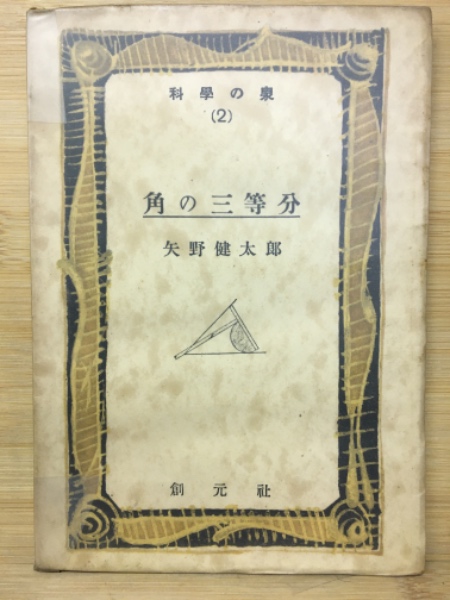 科學の泉
(2)
角の三等分
矢野健太郎
創元社